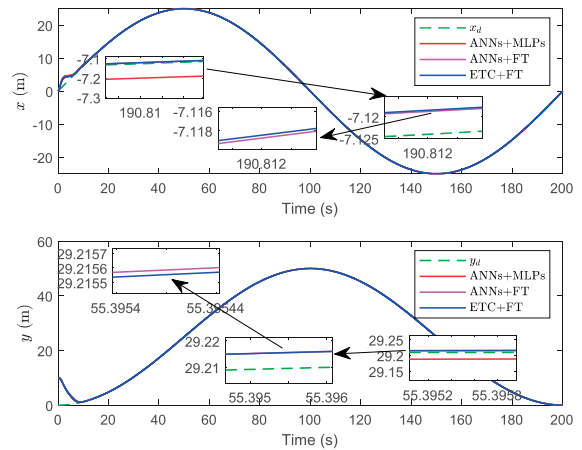 25
20
10
0
-10
-20
x (m)
x_d
ANNs+MLPs
ANNs+FT
ETC+FT
-7.1
-7.2
-7.3
190.81
-7.116
-7.118
190.812
-7.12
-7.125
190.812
0 20 40 60 80 100 120 140 160 180 200
Time (s)
60
40
20
0
y (m)
y_d
ANNs+MLPs
ANNs+FT
ETC+FT
29.2157
29.2156
29.2155
55.3954 55.39544
29.22
29.21
55.395 55.396
29.25
29.2
29.15
55.3952 55.3958
0 20 40 60 80 100 120 140 160 180 200
Time (s)